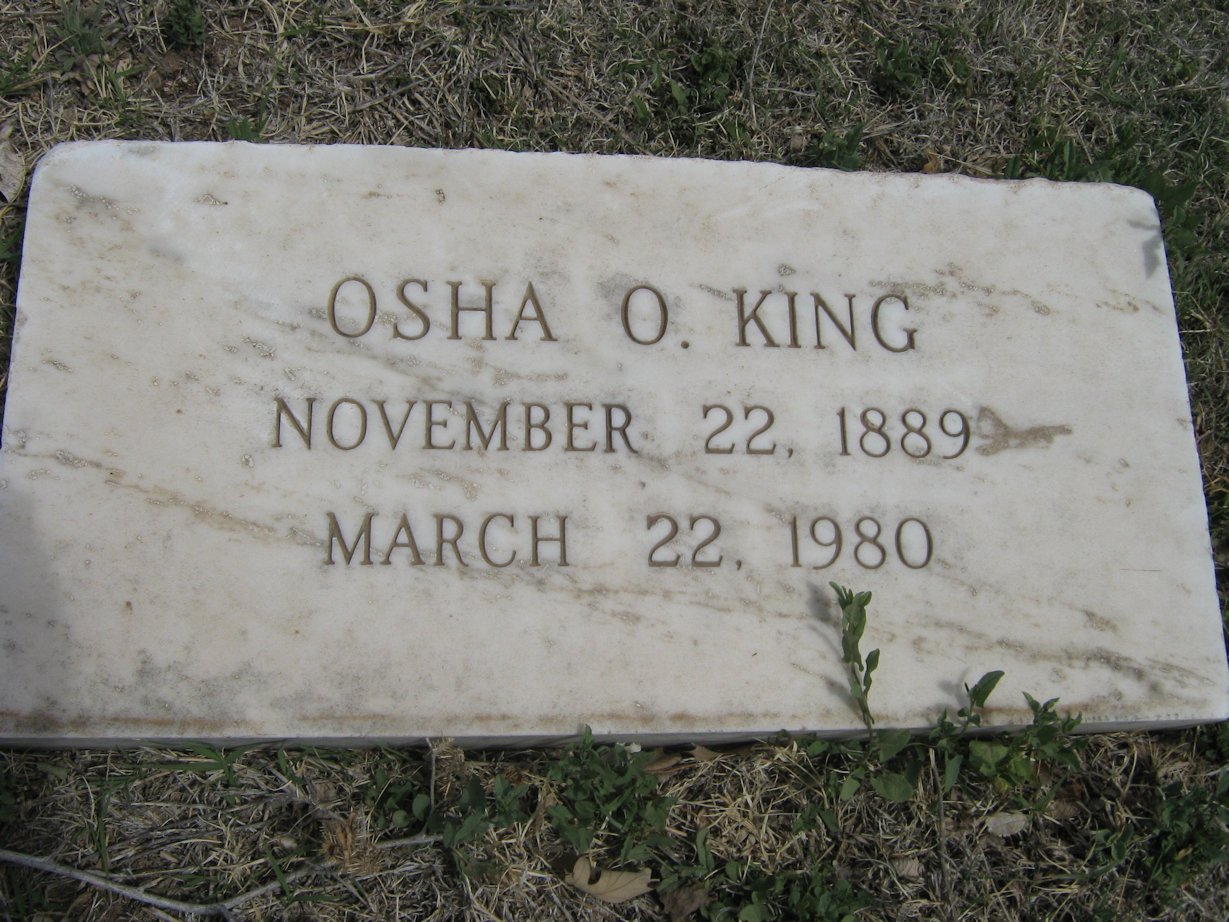 OSHA O. KING
NOVEMBER 22, 1889
MARCH 22, 1980